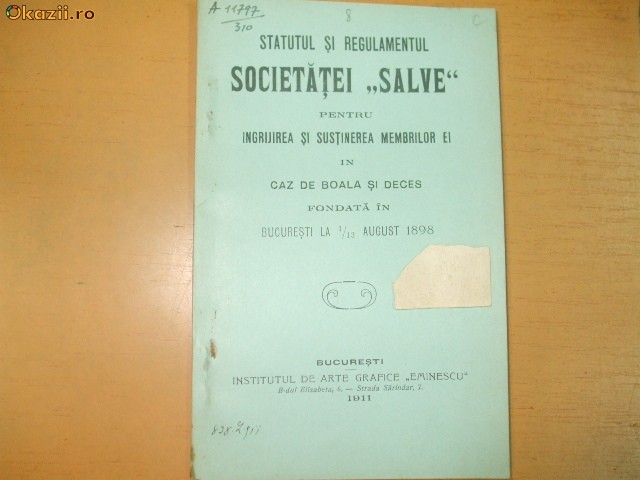 Okazii.ro
A 11797
310
8
C
STATUTUL ȘI REGULAMENTUL
SOCIETĂȚEI „SALVE“
PENTRU
INGRIJIREA ȘI SUSȚINEREA MEMBRILOR EI
IN
CAZ DE BOALA ȘI DECES
FONDATĂ ÎN
BUCUREȘTI LA 1/13 AUGUST 1898
BUCUREȘTI
INSTITUTUL DE ARTE GRAFICE „EMINESCU“
B-dul Elisabeta, 6. — Strada Sărindar, 7.
1911